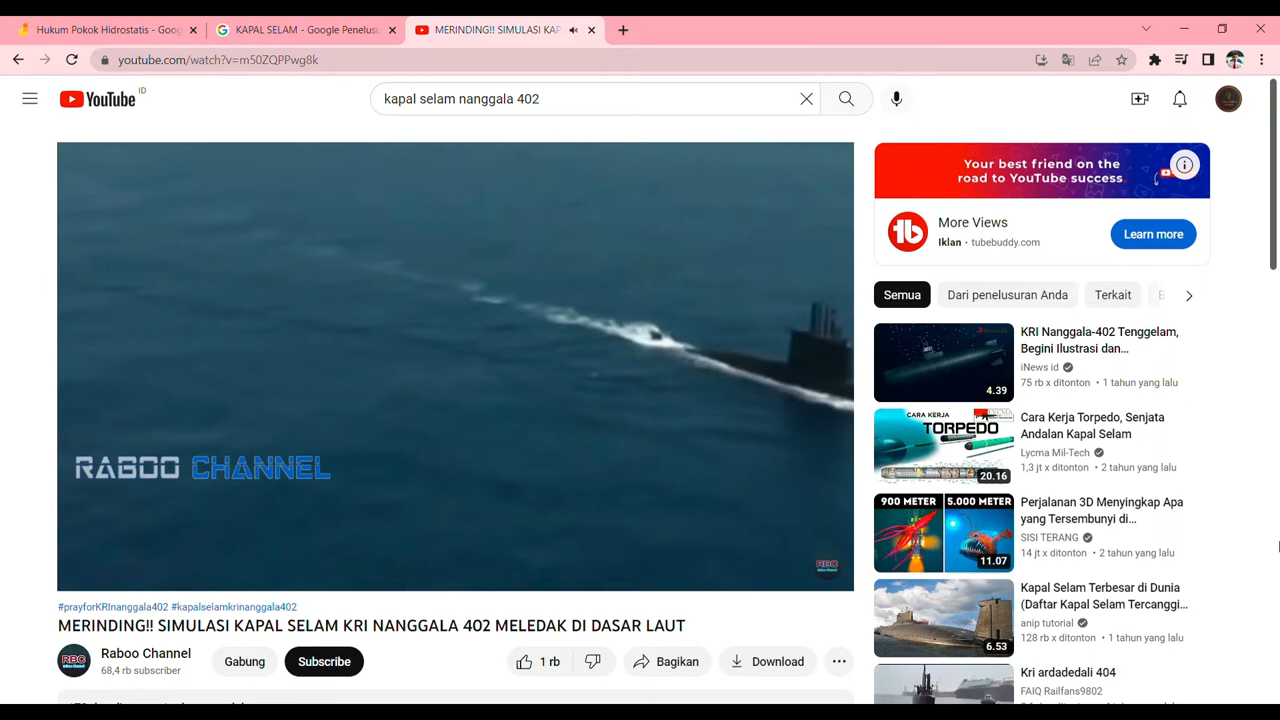 Hukum Pokok Hidrostatis - Goog
KAPAL SELAM - Google Penelusu
MERINDING!! SIMULASI KAP
youtube.com/watch?v=m50ZQPPwg8k
YouTube ID
kapal selam nanggala 402
Your best friend on the
road to YouTube success.
More Views
Iklan · tubebuddy.com
Learn more
Semua
Dari penelusuran Anda
Terkait
B
KRI Nanggala-402 Tenggelam,
Begini Ilustrasi dan...
iNews id
75 rb x ditonton • 1 tahun yang lalu
4.39
CARA KERJA
TORPEDO
20.16
Cara Kerja Torpedo, Senjata
Andalan Kapal Selam
Lycma Mil-Tech
1,3 jt x ditonton • 2 tahun yang lalu
900 METER
5.000 METER
11.07
Perjalanan 3D Menyingkap Apa
yang Tersembunyi di...
SISI TERANG
14 jt x ditonton • 2 tahun yang lalu
6.53
Kapal Selam Terbesar di Dunia
(Daftar Kapal Selam Tercanggi...
anip tutorial
128 rb x ditonton • 1 tahun yang lalu
Kri ardadedali 404
FAIQ Railfans9802
RABOO CHANNEL
RBC
#prayforKRInanggala402 #kapalselamkrinanggala402
MERINDING!! SIMULASI KAPAL SELAM KRI NANGGALA 402 MELEDAK DI DASAR LAUT
RBC
Raboo Channel
68,4 rb subscriber
Gabung
Subscribe
1 rb
Bagikan
Download